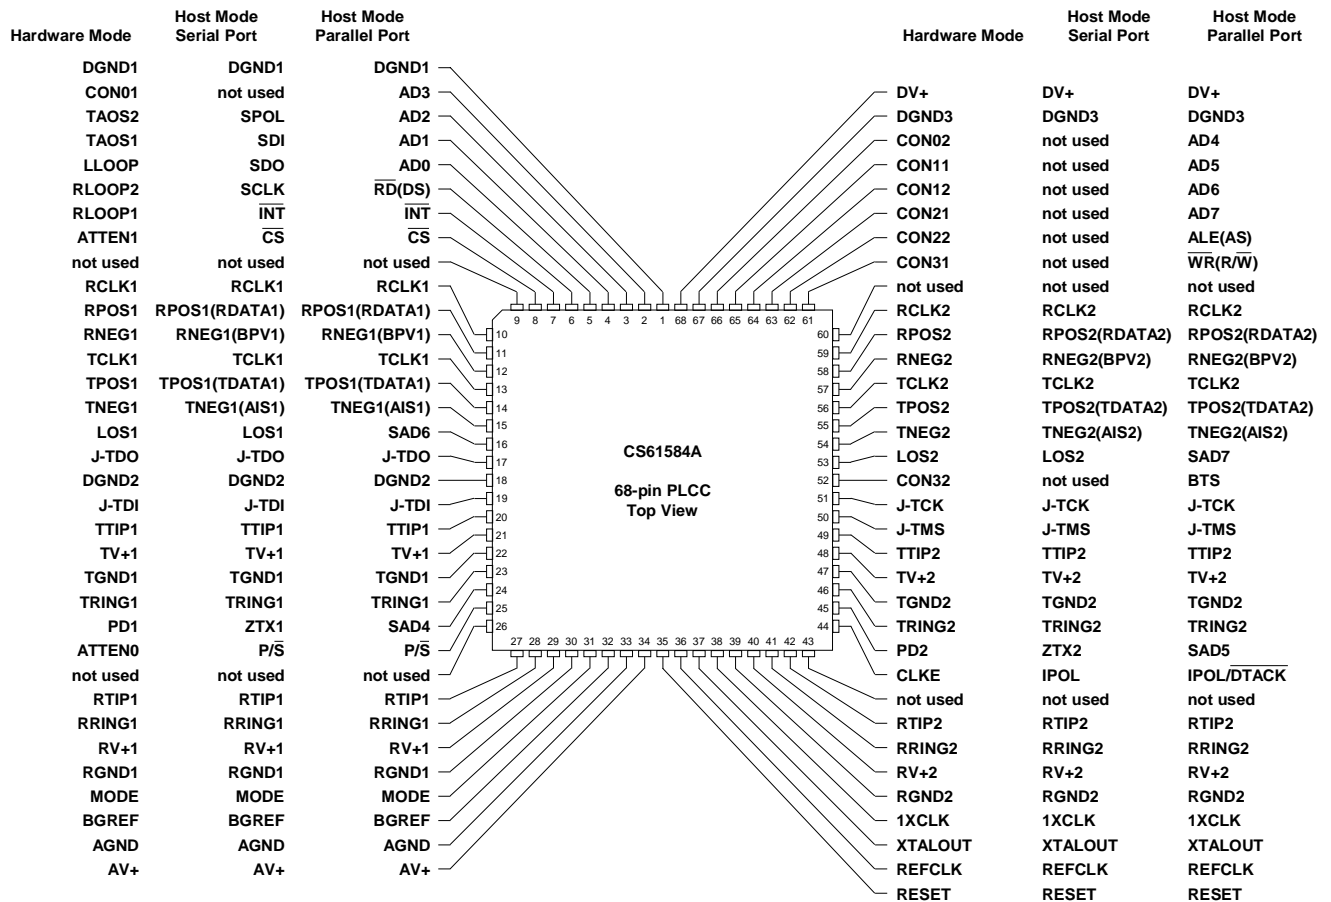 Hardware Mode Host Mode Serial Port Host Mode Parallel Port
DGND1 DGND1 DGND1
CON01 not used AD3
TAOS2 SPOL AD2
TAOS1 SDI AD1
LLOOP SDO AD0
RLOOP2 SCLK R̅D̅(DS)
RLOOP1 I̅N̅T̅ I̅N̅T̅
ATTEN1 C̅S̅ C̅S̅
not used not used not used
RCLK1 RCLK1 RCLK1
RPOS1 RPOS1(RDATA1) RPOS1(RDATA1)
RNEG1 RNEG1(BPV1) RNEG1(BPV1)
TCLK1 TCLK1 TCLK1
TPOS1 TPOS1(TDATA1) TPOS1(TDATA1)
TNEG1 TNEG1(AIS1) TNEG1(AIS1)
LOS1 LOS1 SAD6
J-TDO J-TDO J-TDO
DGND2 DGND2 DGND2
J-TDI J-TDI J-TDI
TTIP1 TTIP1 TTIP1
TV+1 TV+1 TV+1
TGND1 TGND1 TGND1
TRING1 TRING1 TRING1
PD1 ZTX1 SAD4
ATTEN0 P/S̅ P/S̅
not used not used not used
RTIP1 RTIP1 RTIP1
RRING1 RRING1 RRING1
RV+1 RV+1 RV+1
RGND1 RGND1 RGND1
MODE MODE MODE
BGREF BGREF BGREF
AGND AGND AGND
AV+ AV+ AV+
9 8 7 6 5 4 3 2 1 68 67 66 65 64 63 62 61
10
11
12
13
14
15
16
17
18
19
20
21
22
23
24
25
26
CS61584A
68-pin PLCC
Top View
60
59
58
57
56
55
54
53
52
51
50
49
48
47
46
45
44
27 28 29 30 31 32 33 34 35 36 37 38 39 40 41 42 43
Hardware Mode Host Mode Serial Port Host Mode Parallel Port
DV+ DV+ DV+
DGND3 DGND3 DGND3
CON02 not used AD4
CON11 not used AD5
CON12 not used AD6
CON21 not used AD7
CON22 not used ALE(AS)
CON31 not used W̅R̅(R/W̅)
not used not used not used
RCLK2 RCLK2 RCLK2
RPOS2 RPOS2(RDATA2) RPOS2(RDATA2)
RNEG2 RNEG2(BPV2) RNEG2(BPV2)
TCLK2 TCLK2 TCLK2
TPOS2 TPOS2(TDATA2) TPOS2(TDATA2)
TNEG2 TNEG2(AIS2) TNEG2(AIS2)
LOS2 LOS2 SAD7
CON32 not used BTS
J-TCK J-TCK J-TCK
J-TMS J-TMS J-TMS
TTIP2 TTIP2 TTIP2
TV+2 TV+2 TV+2
TGND2 TGND2 TGND2
TRING2 TRING2 TRING2
PD2 ZTX2 SAD5
CLKE IPOL IPOL/D̅T̅A̅C̅K̅
not used not used not used
RTIP2 RTIP2 RTIP2
RRING2 RRING2 RRING2
RV+2 RV+2 RV+2
RGND2 RGND2 RGND2
1XCLK 1XCLK 1XCLK
XTALOUT XTALOUT XTALOUT
REFCLK REFCLK REFCLK
RESET RESET RESET